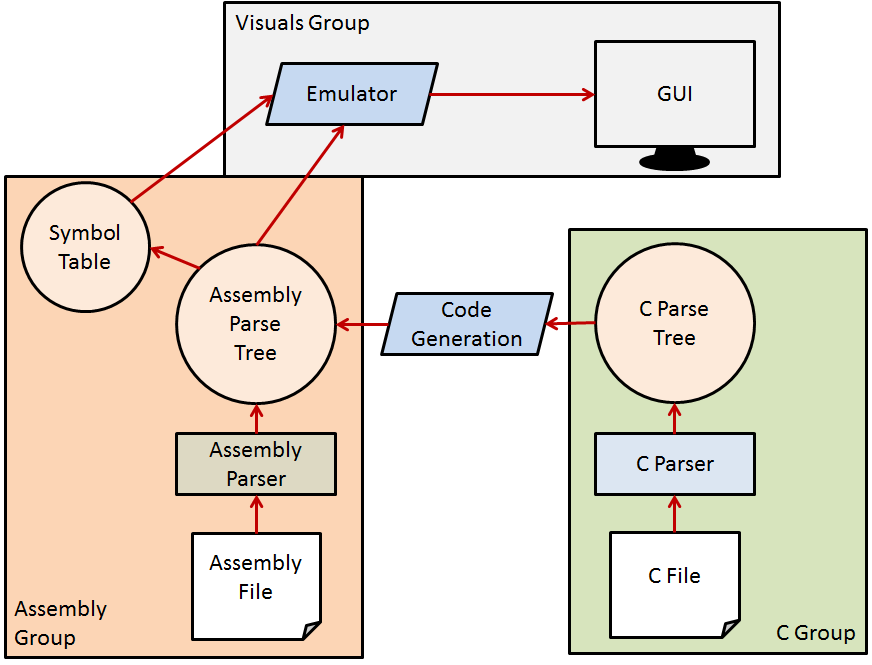 Visuals Group
Emulator
GUI
Symbol
Table
Assembly
Parse
Tree
Code
Generation
C Parse
Tree
Assembly
Parser
C Parser
Assembly
File
C File
Assembly
Group
C Group